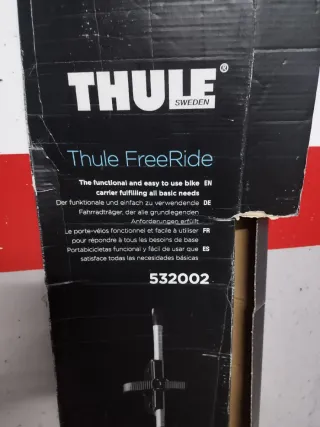 THULE®
SWEDEN
Thule FreeRide
The functional and easy to use bike EN
carrier fulfilling all basic needs
Der funktionale und einfach zu verwendende DE
Fahrradträger, der alle grundlegenden
Anforderungen erfüllt
Le porte-vélos fonctionnel et facile à utiliser FR
pour répondre à tous les besoins de base
Portabicicletas funcional y fácil de usar que ES
satisface todas las necesidades básicas
532002